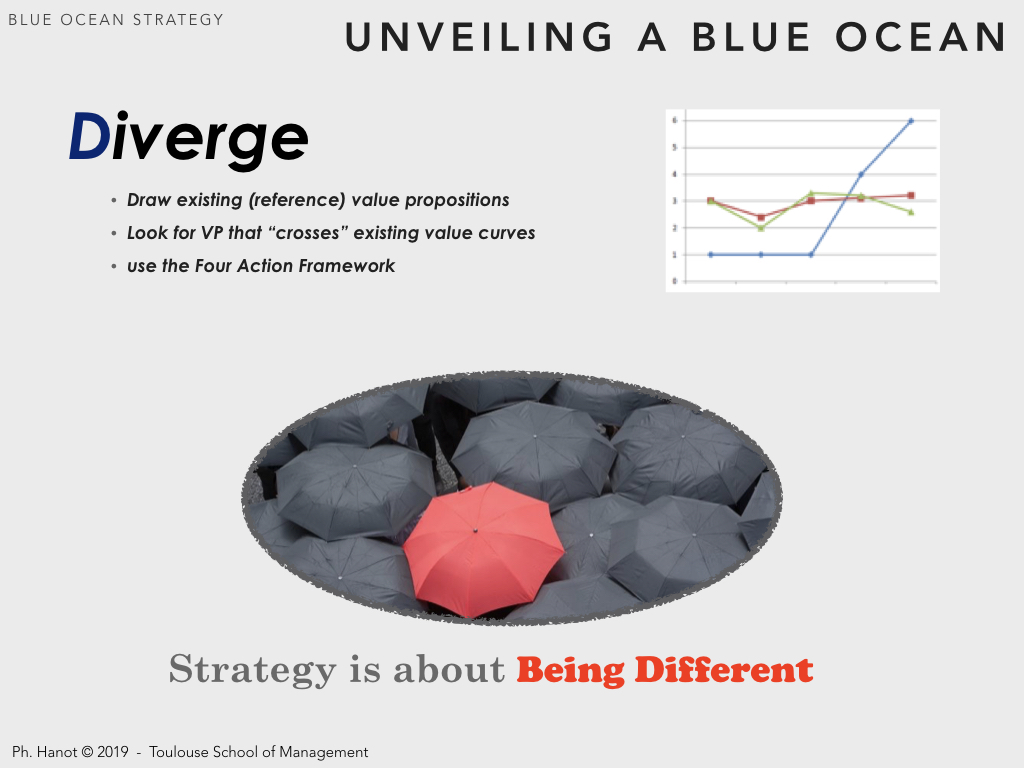 BLUE OCEAN STRATEGY
UNVEILING A BLUE OCEAN
Diverge
• Draw existing (reference) value propositions
• Look for VP that “crosses” existing value curves
• use the Four Action Framework
6
5
4
3
2
1
0
Strategy is about Being Different
Ph. Hanot © 2019 - Toulouse School of Management